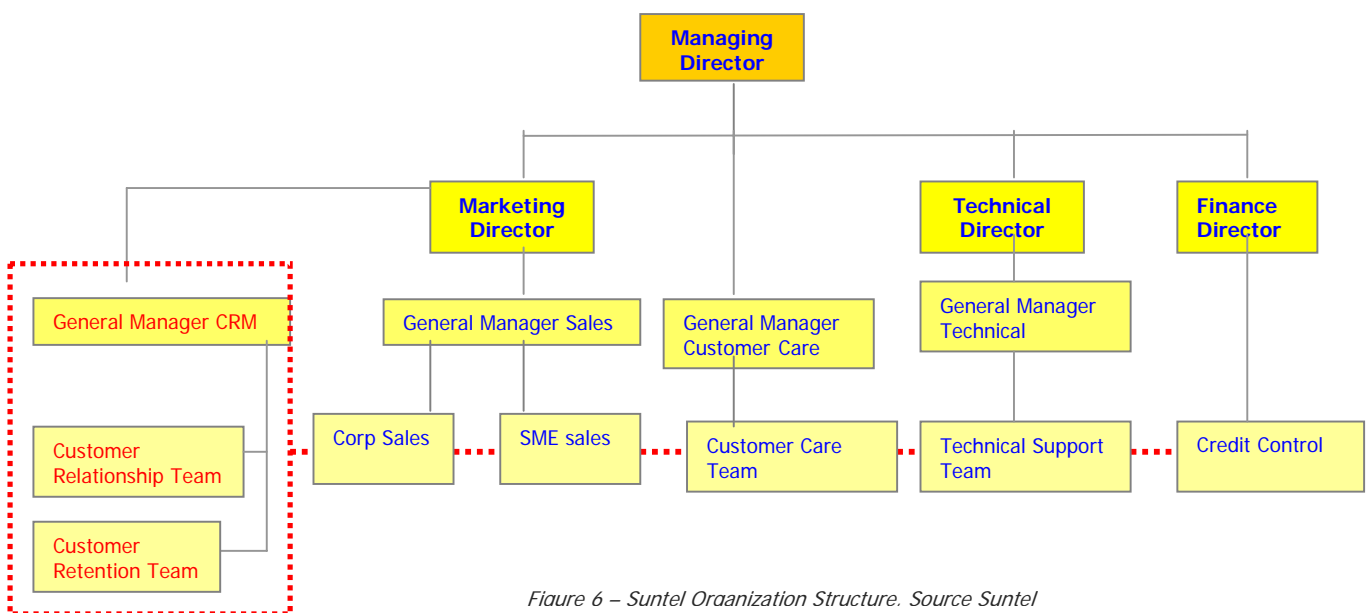 Managing
Director
Marketing
Director
Technical
Director
Finance
Director
General Manager CRM
General Manager Sales
General Manager
Customer Care
General Manager
Technical
Customer
Relationship Team
Corp Sales
SME sales
Customer Care
Team
Technical Support
Team
Credit Control
Customer
Retention Team
Figure 6 – Suntel Organization Structure, Source Suntel